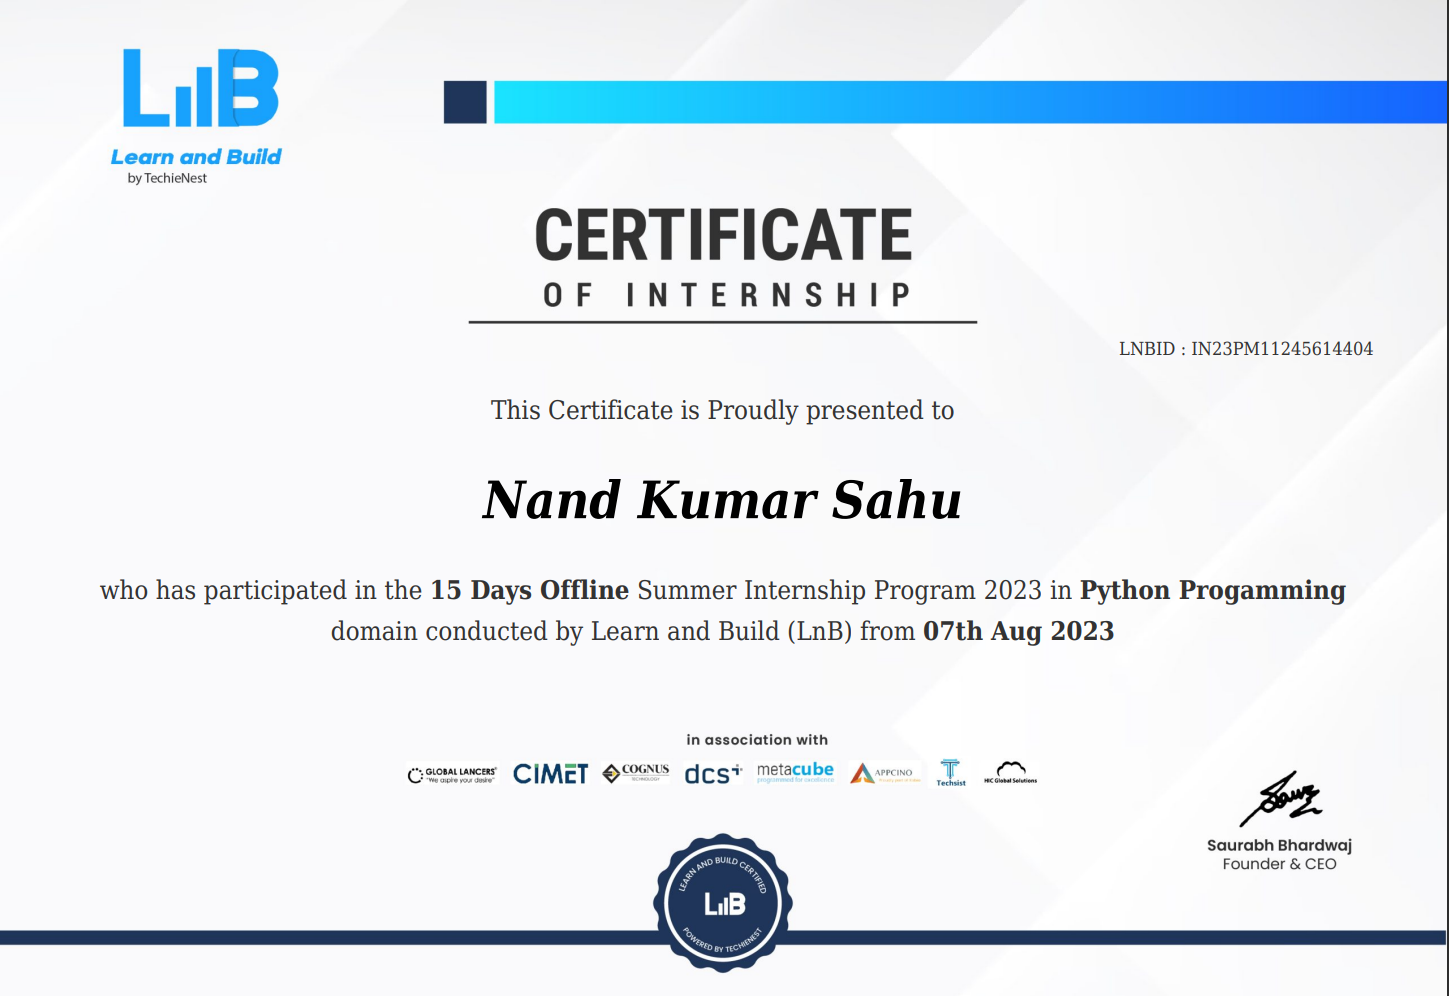 LnB
Learn and Build
by TechieNest
CERTIFICATE
OF INTERNSHIP
LNBID : IN23PM11245614404
This Certificate is Proudly presented to
Nand Kumar Sahu
who has participated in the 15 Days Offline Summer Internship Program 2023 in Python Progamming
domain conducted by Learn and Build (LnB) from 07th Aug 2023
in association with
GLOBAL LANCERS
"We aspire your desire"
CIMET
COGNUS
TECHNOLOGY
dcs
metacube
programmed for excellence
APPCINO
Techsist
HIC Global Solutions
Saurabh Bhardwaj
Founder & CEO
LEARN AND BUILD CERTIFIED
LnB
POWERED BY TECHIENEST